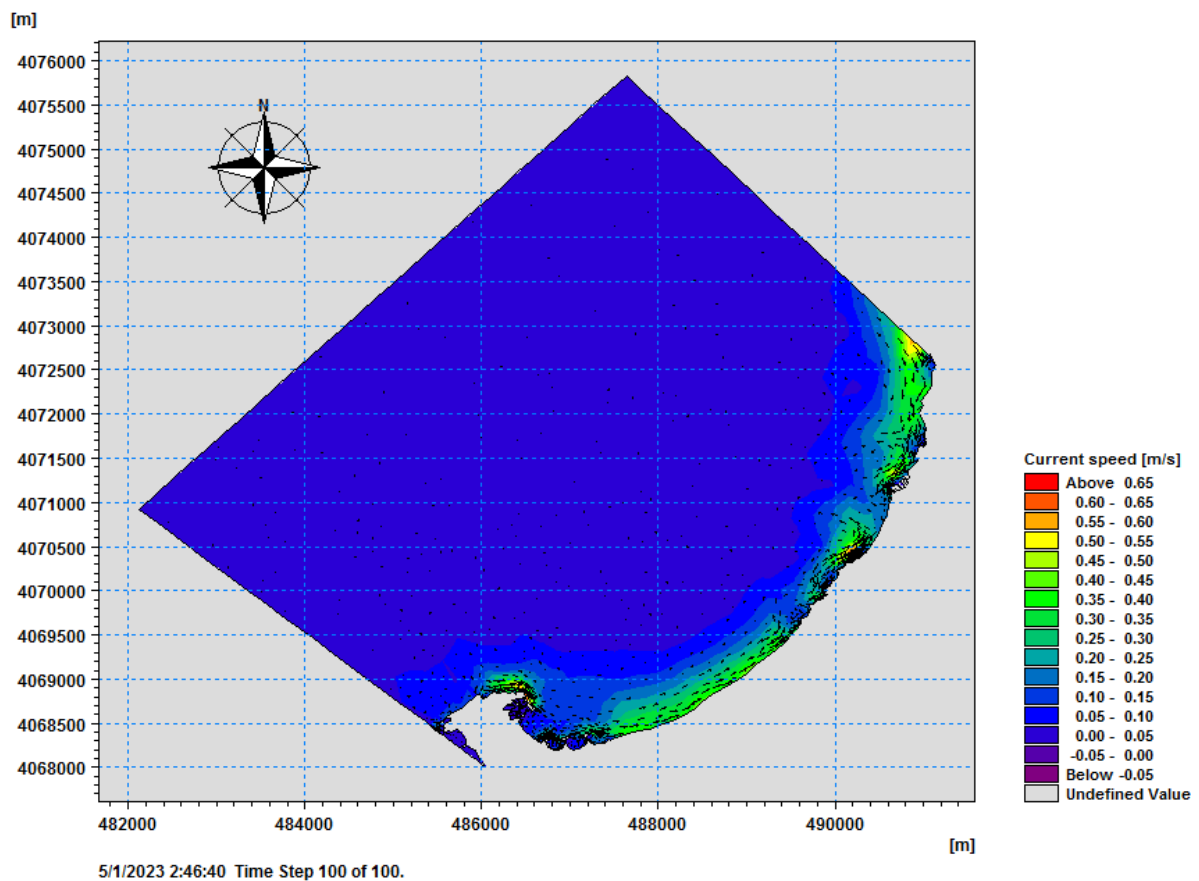 [m]
4076000
4075500
4075000
4074500
4074000
4073500
4073000
4072500
4072000
4071500
4071000
4070500
4070000
4069500
4069000
4068500
4068000
N
482000 484000 486000 488000 490000
[m]
5/1/2023 2:46:40 Time Step 100 of 100.
Current speed [m/s]
Above 0.65
0.60 - 0.65
0.55 - 0.60
0.50 - 0.55
0.45 - 0.50
0.40 - 0.45
0.35 - 0.40
0.30 - 0.35
0.25 - 0.30
0.20 - 0.25
0.15 - 0.20
0.10 - 0.15
0.05 - 0.10
0.00 - 0.05
-0.05 - 0.00
Below -0.05
Undefined Value